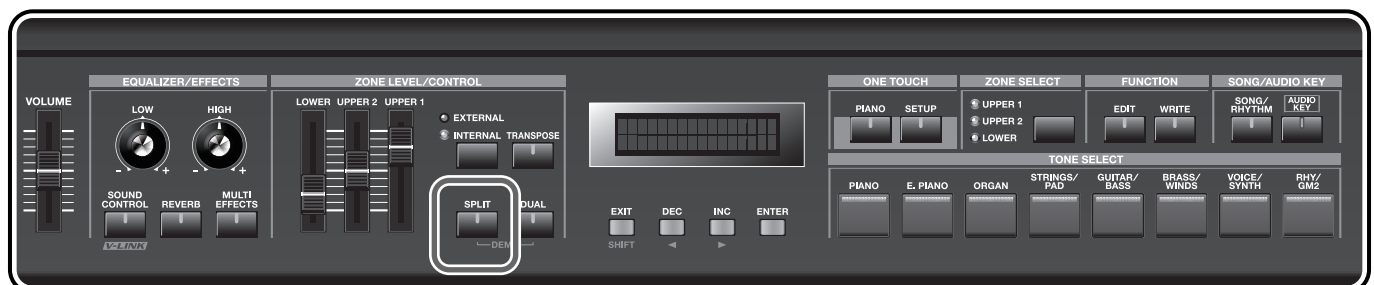 VOLUME
EQUALIZER/EFFECTS
LOW
HIGH
- +
- +
SOUND CONTROL
REVERB
MULTI EFFECTS
V-LINK
ZONE LEVEL/CONTROL
LOWER UPPER 2 UPPER 1
EXTERNAL
INTERNAL TRANSPOSE
SPLIT DUAL
DEM
EXIT DEC INC ENTER
SHIFT
ONE TOUCH
PIANO SETUP
ZONE SELECT
UPPER 1
UPPER 2
LOWER
FUNCTION
EDIT WRITE
SONG/AUDIO KEY
SONG/ RHYTHM
AUDIO KEY
TONE SELECT
PIANO
E. PIANO
ORGAN
STRINGS/ PAD
GUITAR/ BASS
BRASS/ WINDS
VOICE/ SYNTH
RHY/ GM2